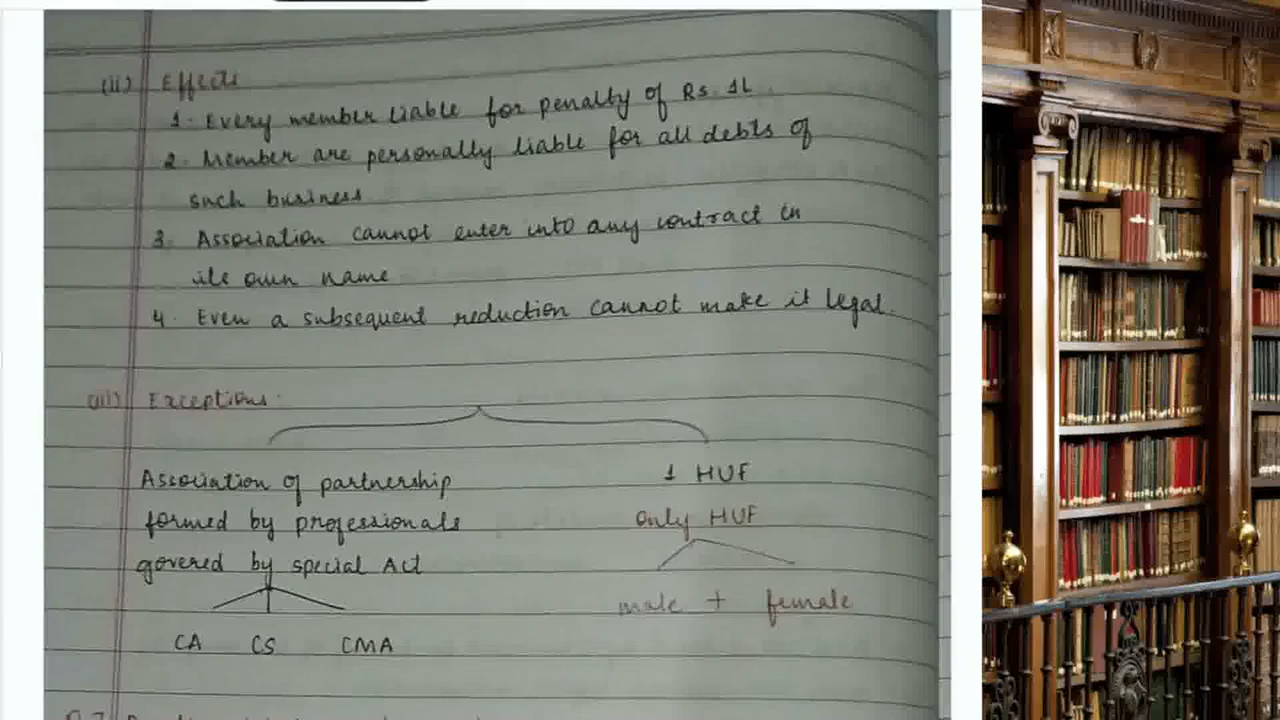 (ii) Effects
1. Every member liable for penalty of Rs. 1L.
2. Member are personally liable for all debts of
such business
3. Association cannot enter into any contract in
its own name
4. Even a subsequent reduction cannot make it legal.
(iii) Exceptions.
Association of partnership
formed by professionals
govered by special Act
CA CS CMA
1 HUF
only HUF
male + female